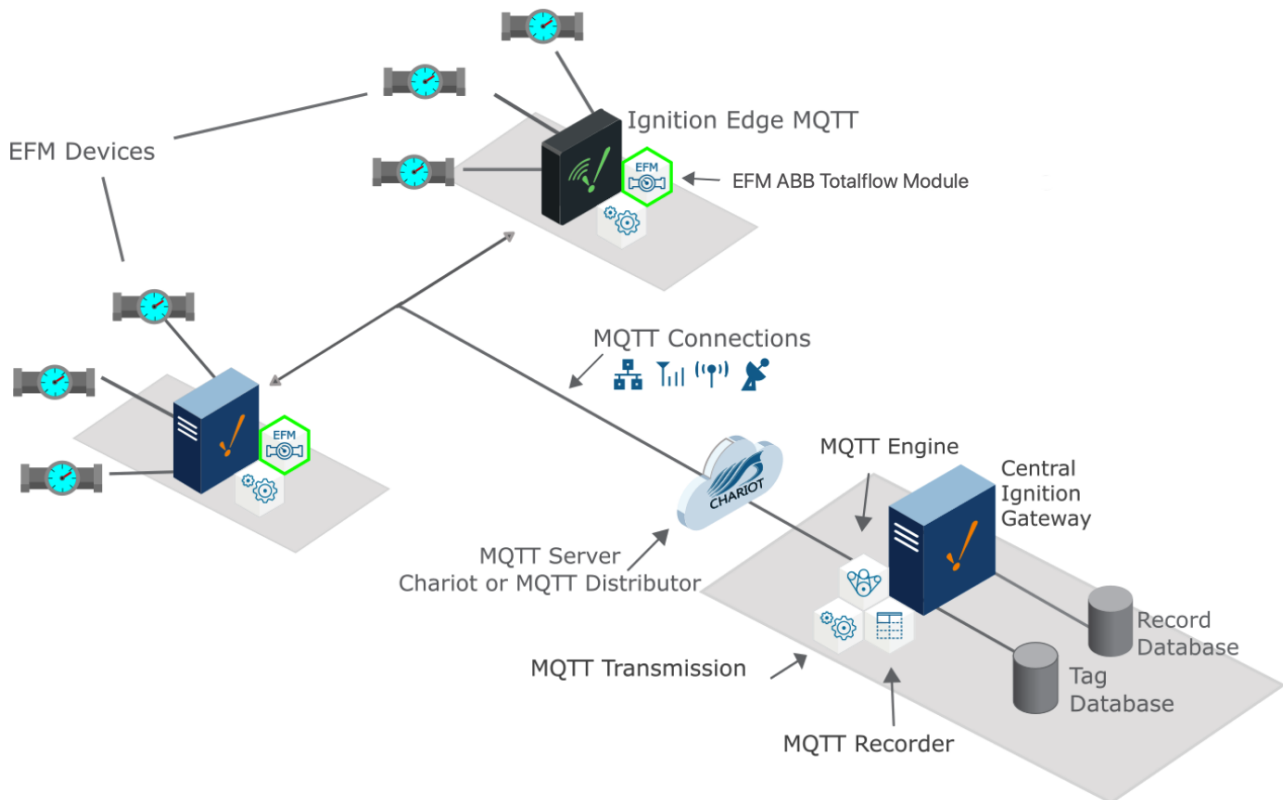 Ignition Edge MQTT
EFM Devices
EFM
EFM ABB Totalflow Module
MQTT Connections
EFM
MQTT Engine
Central
Ignition
Gateway
CHARIOT
MQTT Server
Chariot or MQTT Distributor
Record
Database
MQTT Transmission
Tag
Database
MQTT Recorder